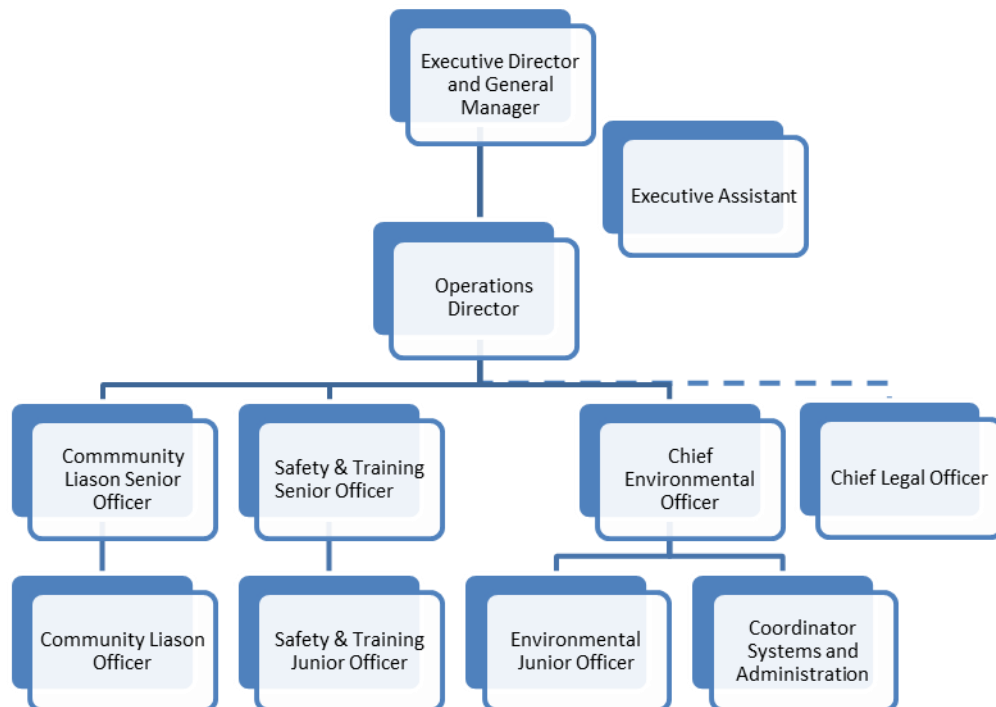 Executive Director
and General
Manager
Executive Assistant
Operations
Director
Commmunity
Liason Senior
Officer
Safety & Training
Senior Officer
Chief
Environmental
Officer
Chief Legal Officer
Community Liason
Officer
Safety & Training
Junior Officer
Environmental
Junior Officer
Coordinator
Systems and
Administration